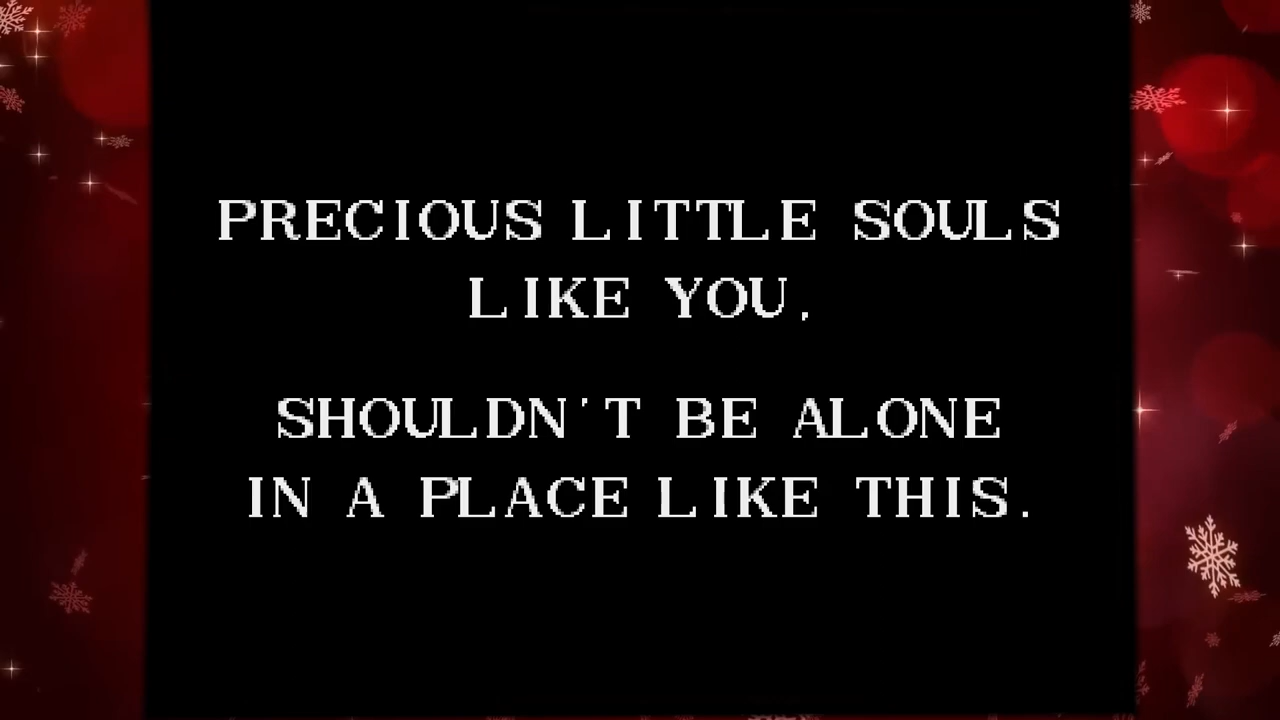 PRECIOUS LITTLE SOULS
LIKE YOU,
SHOULDN'T BE ALONE
IN A PLACE LIKE THIS.